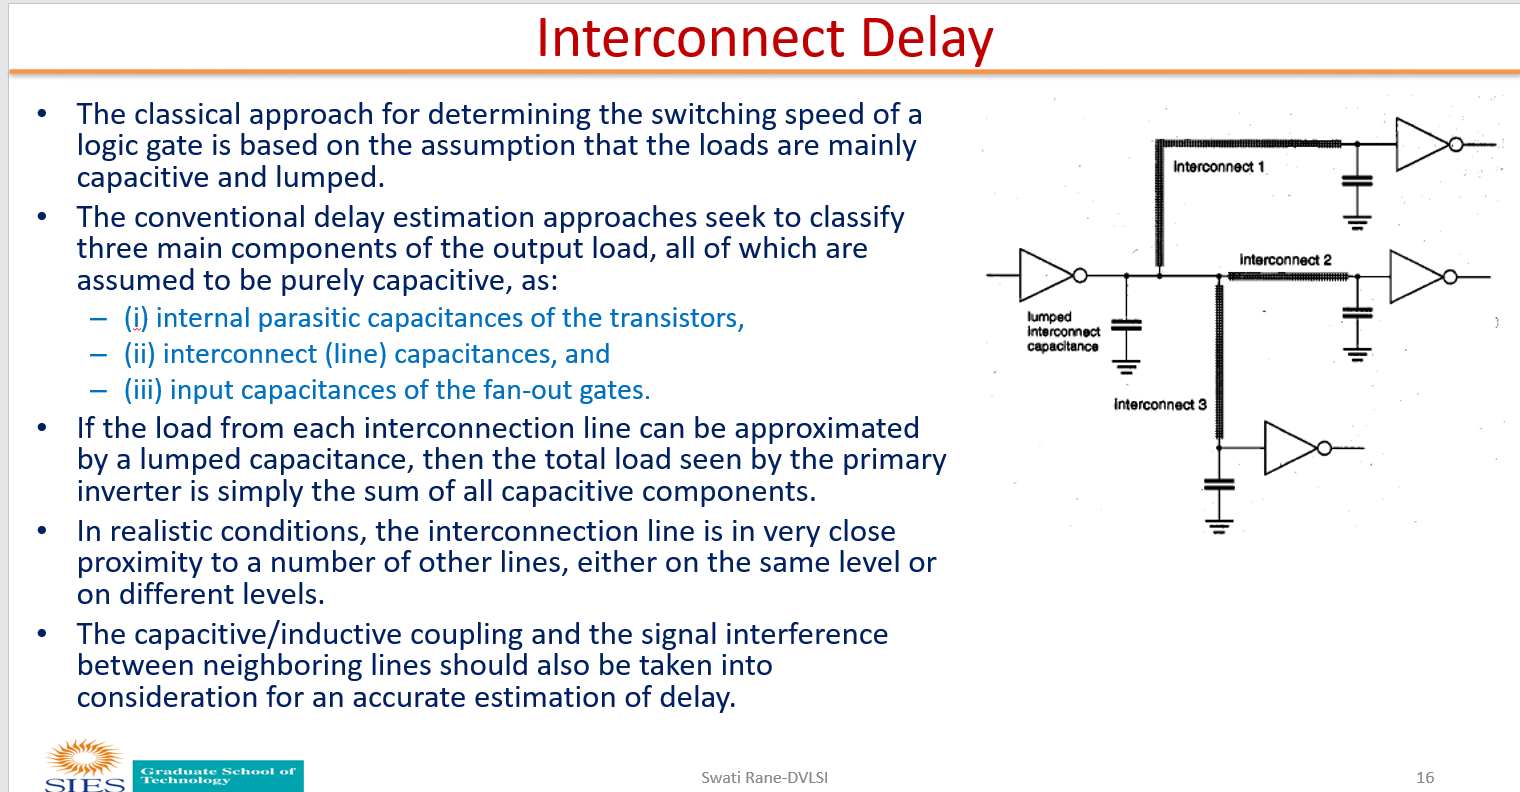 Interconnect Delay
• The classical approach for determining the switching speed of a
logic gate is based on the assumption that the loads are mainly
capacitive and lumped.
• The conventional delay estimation approaches seek to classify
three main components of the output load, all of which are
assumed to be purely capacitive, as:
– (i) internal parasitic capacitances of the transistors,
– (ii) interconnect (line) capacitances, and
– (iii) input capacitances of the fan-out gates.
• If the load from each interconnection line can be approximated
by a lumped capacitance, then the total load seen by the primary
inverter is simply the sum of all capacitive components.
• In realistic conditions, the interconnection line is in very close
proximity to a number of other lines, either on the same level or
on different levels.
• The capacitive/inductive coupling and the signal interference
between neighboring lines should also be taken into
consideration for an accurate estimation of delay.
interconnect 1
interconnect 2
lumped
interconnect
capacitance
interconnect 3
SIES
Graduate School of
Technology
Swati Rane-DVLSI
16